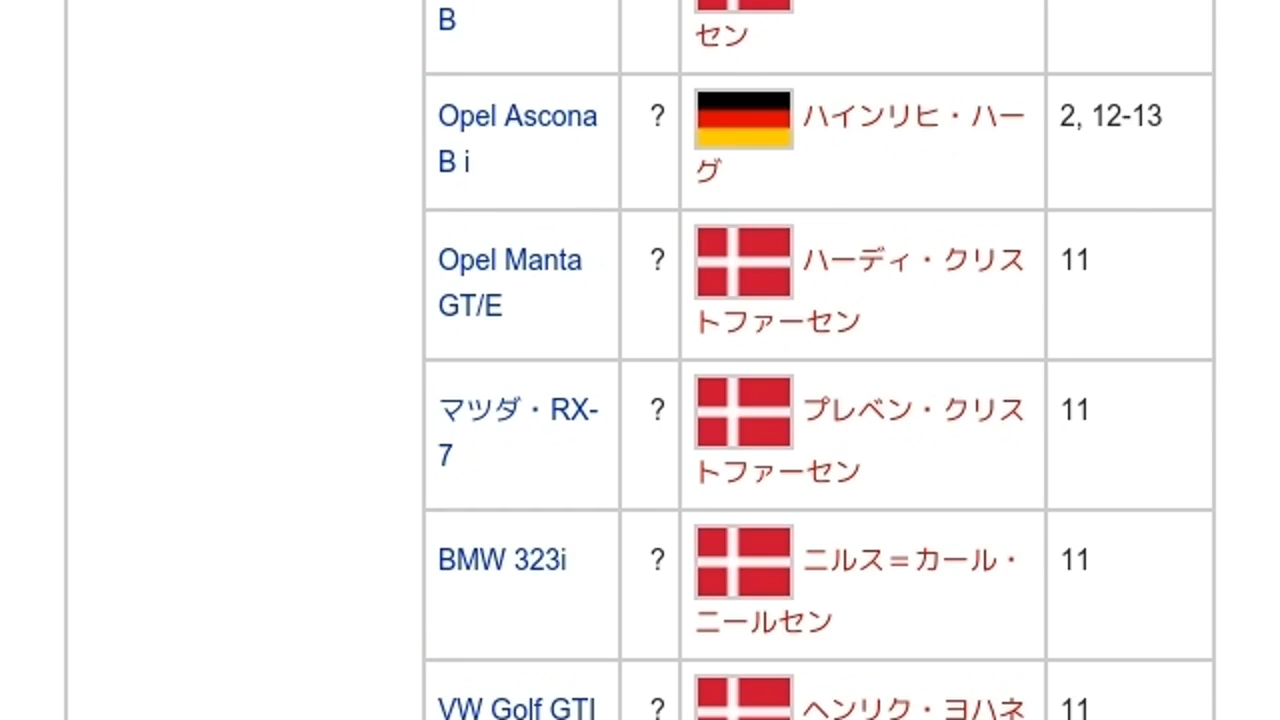 B
セン
Opel Ascona
B i
?
ハインリヒ・ハー
グ
2, 12-13
Opel Manta
GT/E
?
ハーディ・クリス
トファーセン
11
マツダ・RX-
7
?
プレベン・クリス
トファーセン
11
BMW 323i
?
ニルス＝カール・
ニールセン
11
VW Golf GTI
?
ヘンリク・ヨハネ
11